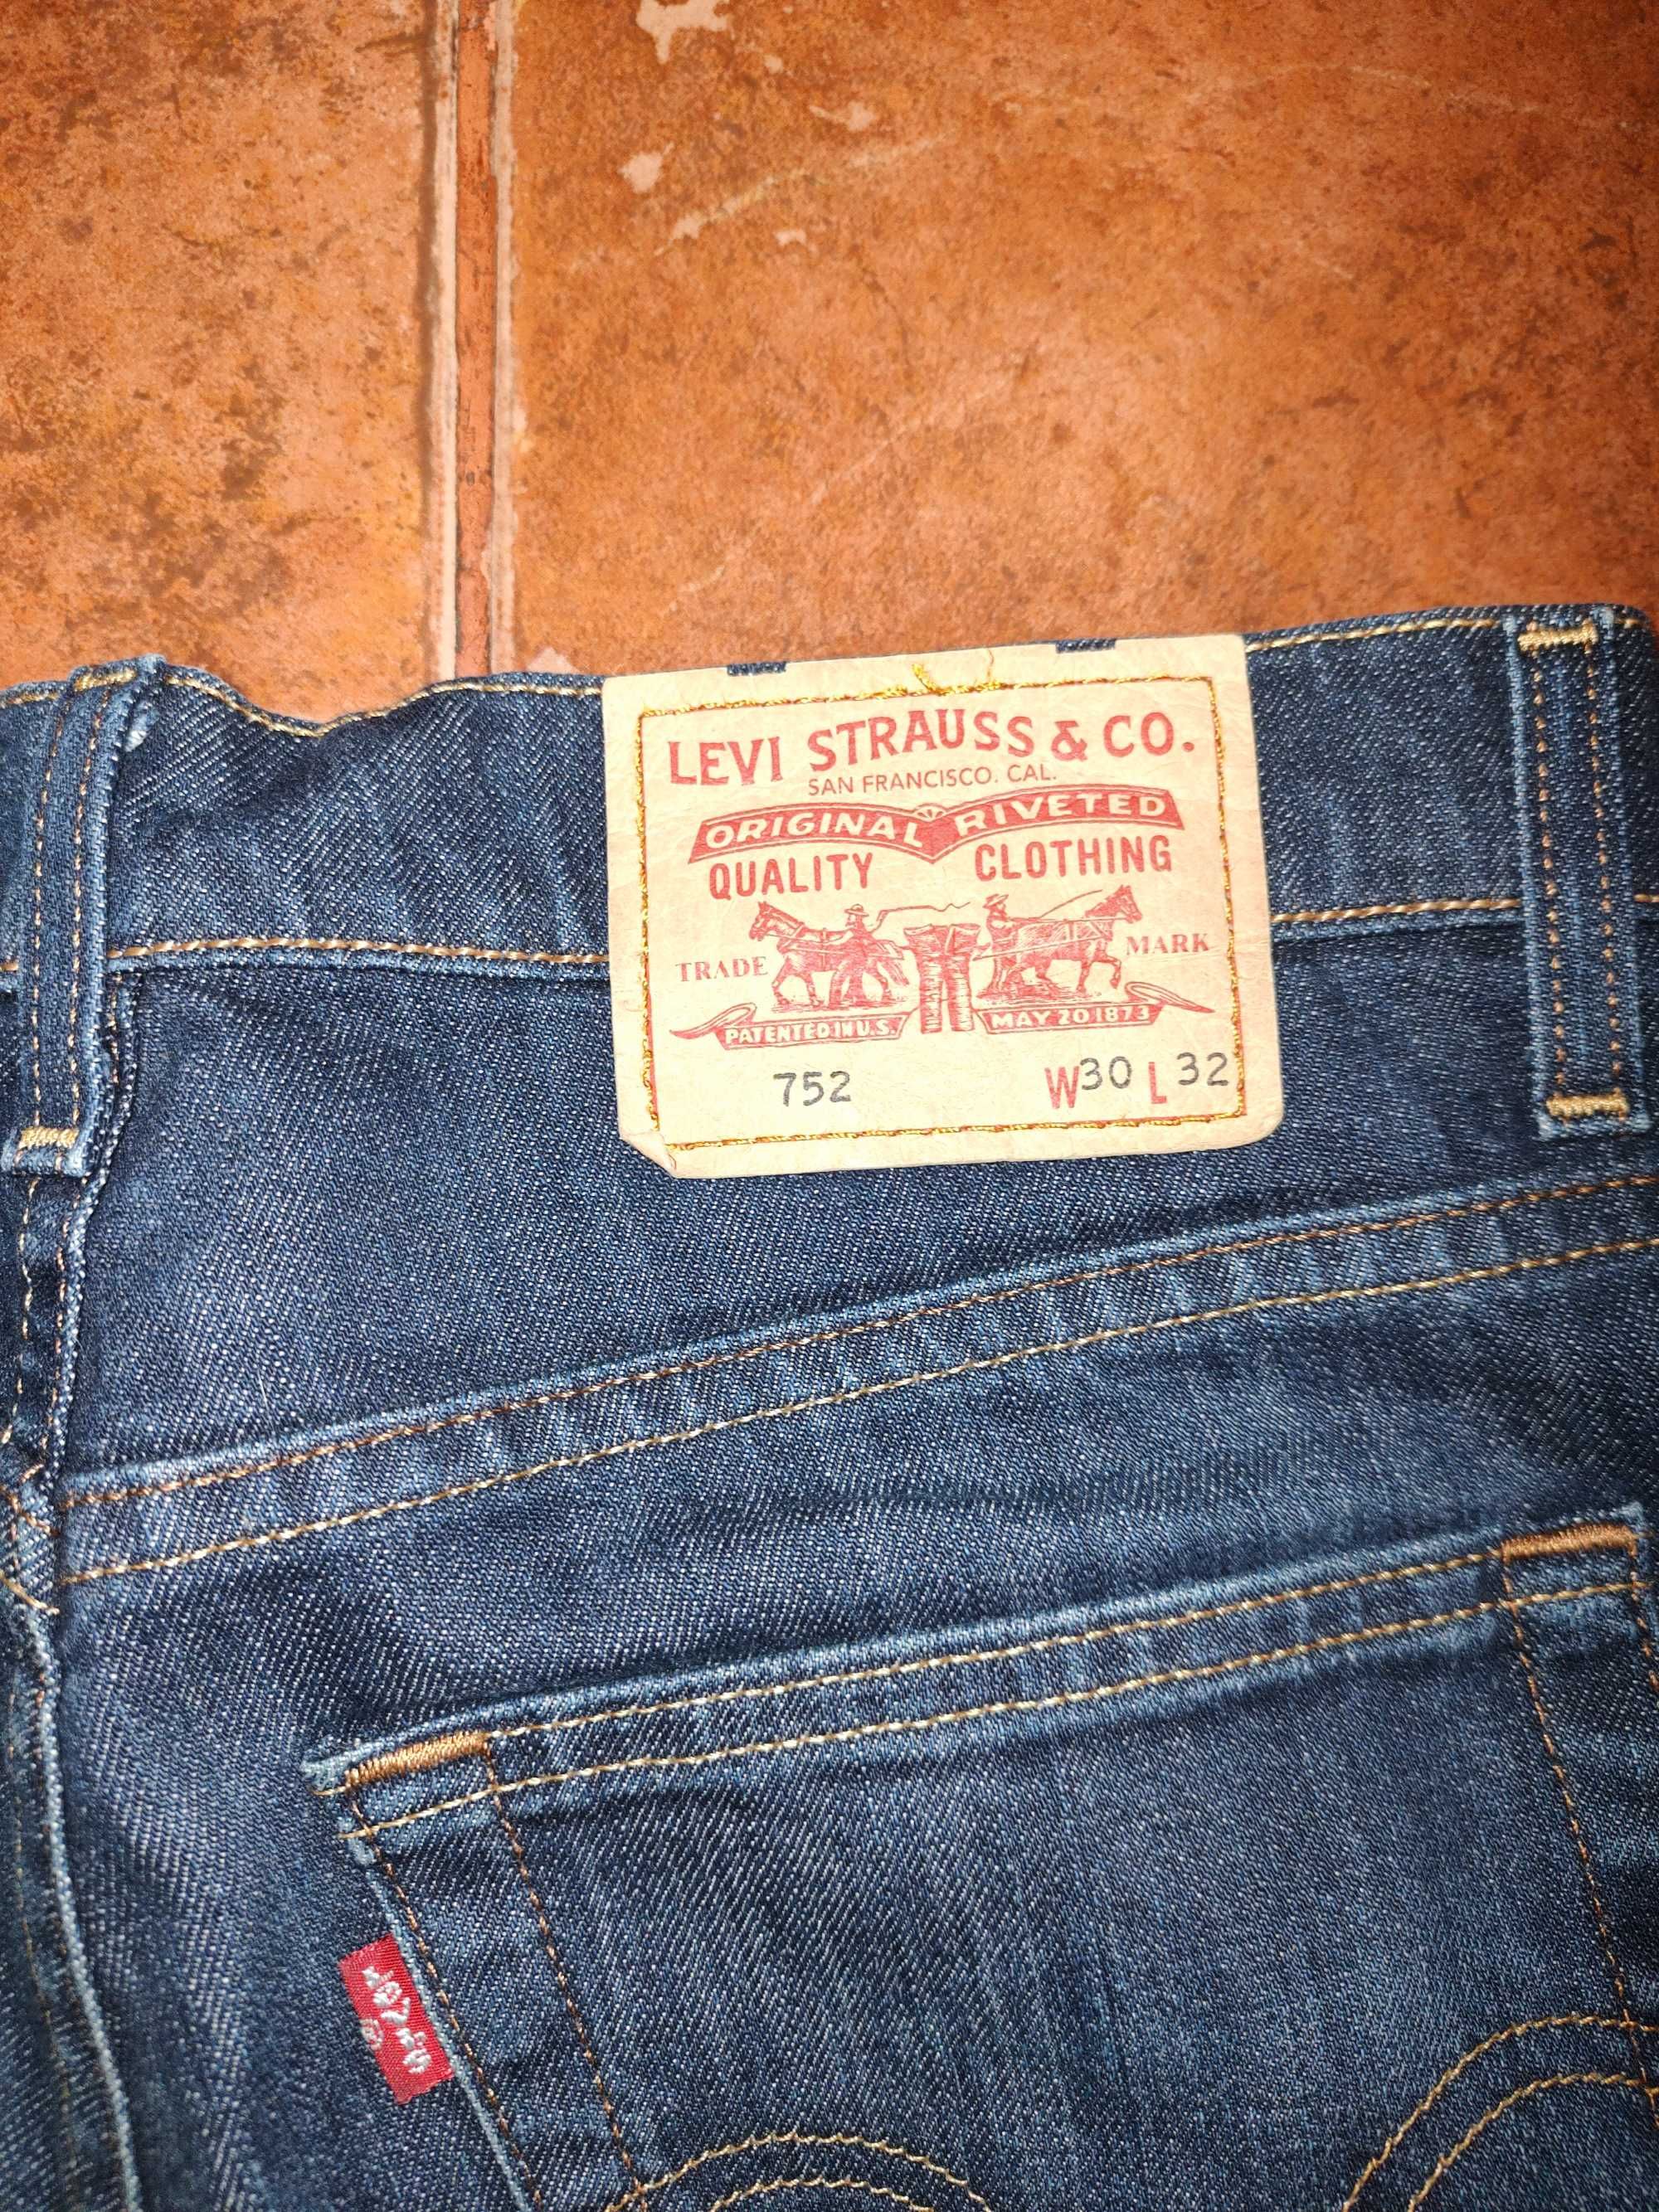 LEVI STRAUSS & CO.
SAN FRANCISCO. CAL.
ORIGINAL RIVETED
QUALITY CLOTHING
TRADE MARK
PATENTED IN U.S. MAY 20 1873
752 W30 L 32
LEVI'S
®